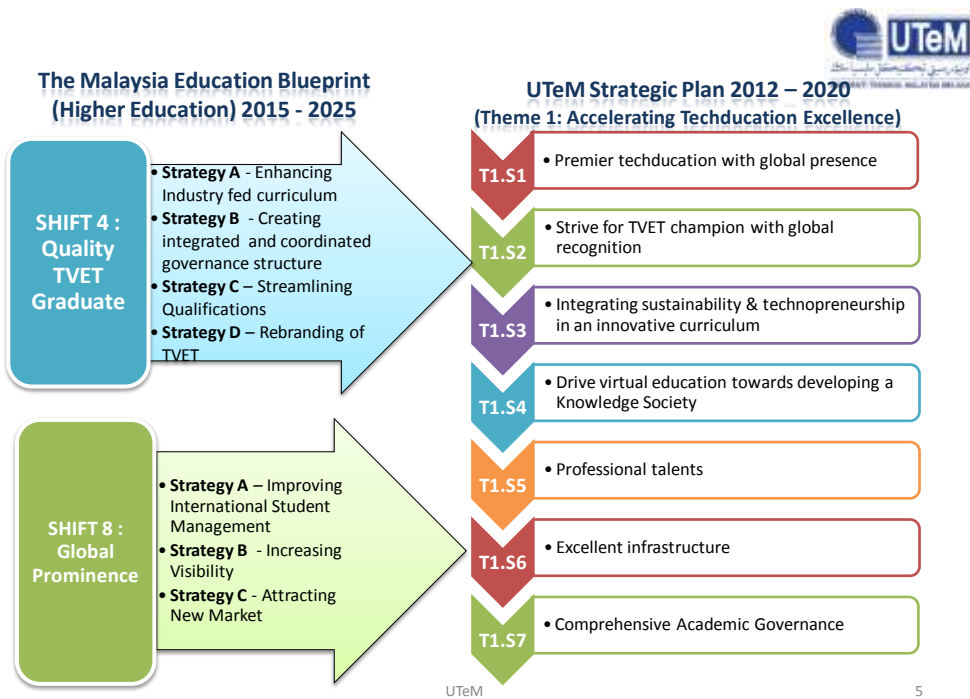 UTeM
The Malaysia Education Blueprint
(Higher Education) 2015 - 2025
SHIFT 4 :
Quality
TVET
Graduate
• Strategy A - Enhancing
Industry fed curriculum
• Strategy B - Creating
integrated and coordinated
governance structure
• Strategy C – Streamlining
Qualifications
• Strategy D – Rebranding of
TVET
SHIFT 8 :
Global
Prominence
• Strategy A – Improving
International Student
Management
• Strategy B - Increasing
Visibility
• Strategy C - Attracting
New Market
UTeM Strategic Plan 2012 – 2020
(Theme 1: Accelerating Techducation Excellence)
T1.S1
• Premier techducation with global presence
T1.S2
• Strive for TVET champion with global
recognition
T1.S3
• Integrating sustainability & technopreneurship
in an innovative curriculum
T1.S4
• Drive virtual education towards developing a
Knowledge Society
T1.S5
• Professional talents
T1.S6
• Excellent infrastructure
T1.S7
• Comprehensive Academic Governance
UTeM
5